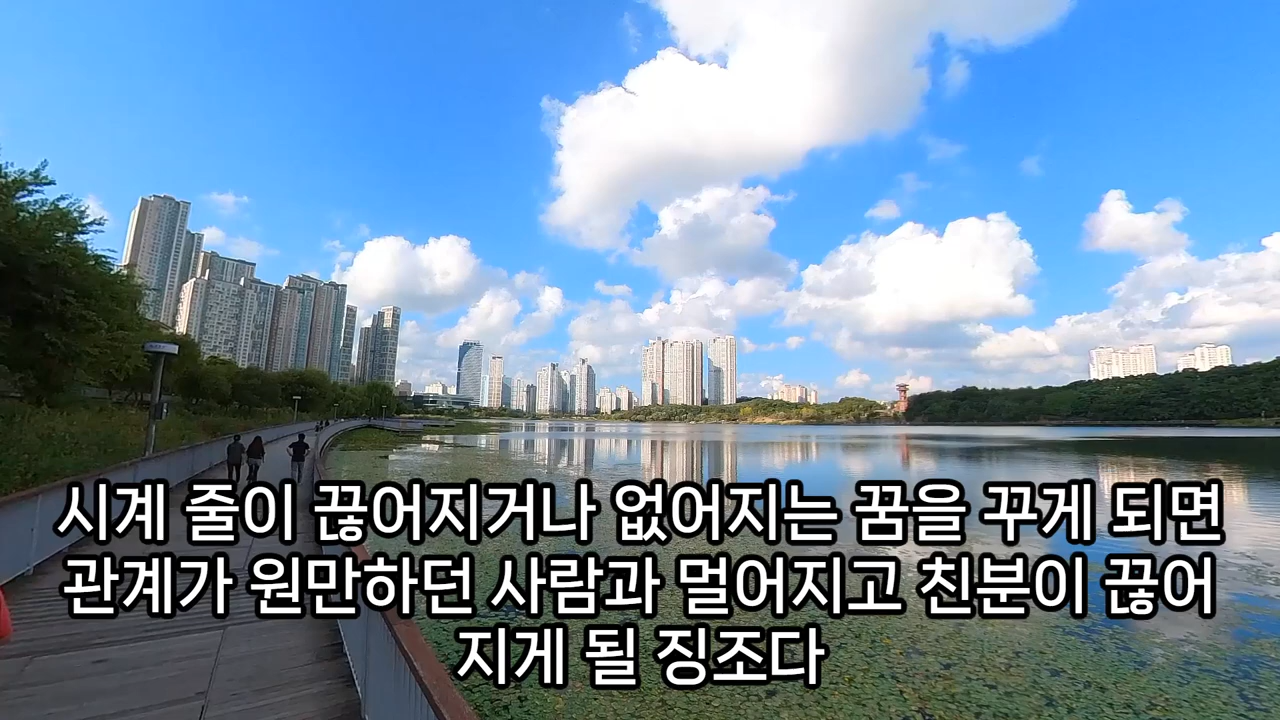 시계 줄이 끊어지거나 없어지는 꿈을 꾸게 되면
관계가 원만하던 사람과 멀어지고 친분이 끊어
지게 될 징조다